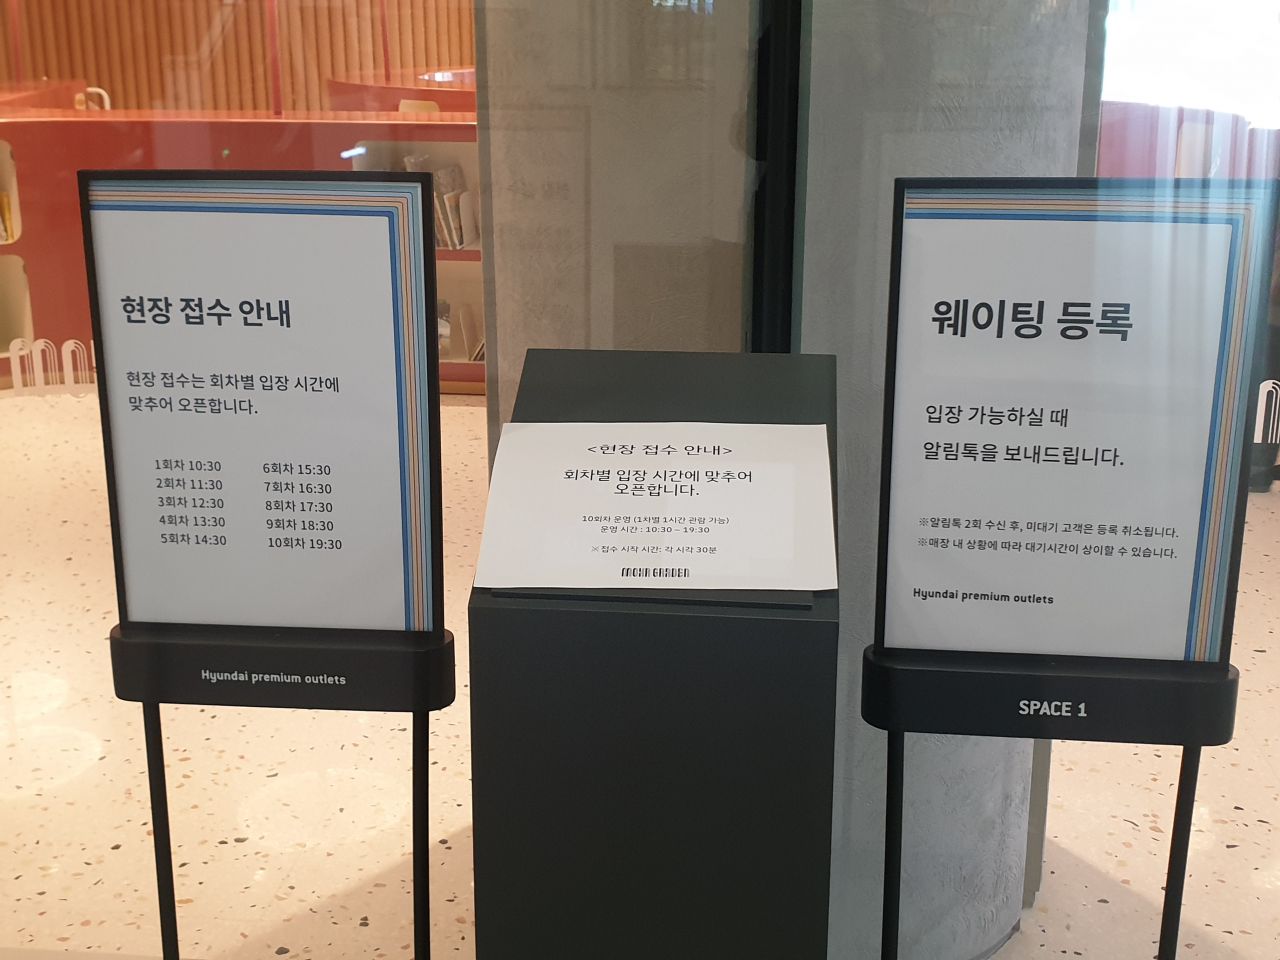 현장 접수 안내
현장 접수는 회차별 입장 시간에
맞추어 오픈합니다.
1회차 10:30
2회차 11:30
3회차 12:30
4회차 13:30
5회차 14:30
6회차 15:30
7회차 16:30
8회차 17:30
9회차 18:30
10회차 19:30
Hyundai premium outlets
<현장 접수 안내>
회차별 입장 시간에 맞추어
오픈합니다.
10회차 운영 (1차별 1시간 관람 가능)
운영 시간 : 10:30 – 19:30
※접수 시작 시간: 각 시각 30분
MOKA GARDEN
웨이팅 등록
입장 가능하실 때
알림톡을 보내드립니다.
※알림톡 2회 수신 후, 미대기 고객은 등록 취소됩니다.
※매장 내 상황에 따라 대기시간이 상이할 수 있습니다.
Hyundai premium outlets
SPACE 1